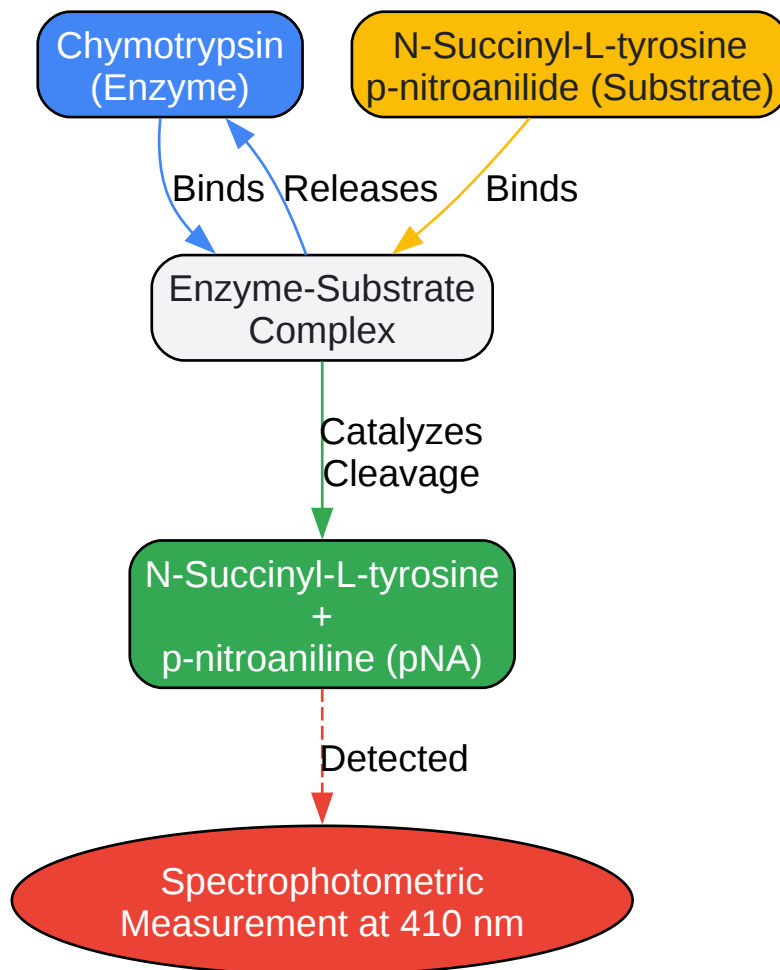 Chymotrypsin
(Enzyme)
N-Succinyl-L-tyrosine
p-nitroanilide (Substrate)
Binds
Releases
Binds
Enzyme-Substrate
Complex
Catalyzes
Cleavage
N-Succinyl-L-tyrosine
+
p-nitroaniline (pNA)
Detected
Spectrophotometric
Measurement at 410 nm